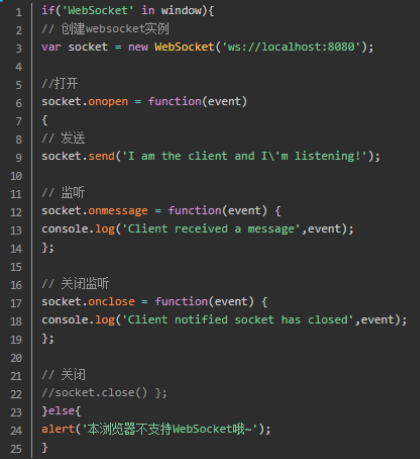 1 if('WebSocket' in window){
2 // 创建websocket实例
3 var socket = new WebSocket('ws://localhost:8080');
4
5 //打开
6 socket.onopen = function(event)
7 {
8 // 发送
9 socket.send('I am the client and I\'m listening!');
10
11 // 监听
12 socket.onmessage = function(event) {
13 console.log('Client received a message',event);
14 };
15
16 // 关闭监听
17 socket.onclose = function(event) {
18 console.log('Client notified socket has closed',event);
19 };
20
21 // 关闭
22 //socket.close() };
23 }else{
24 alert('本浏览器不支持WebSocket哦~');
25 }